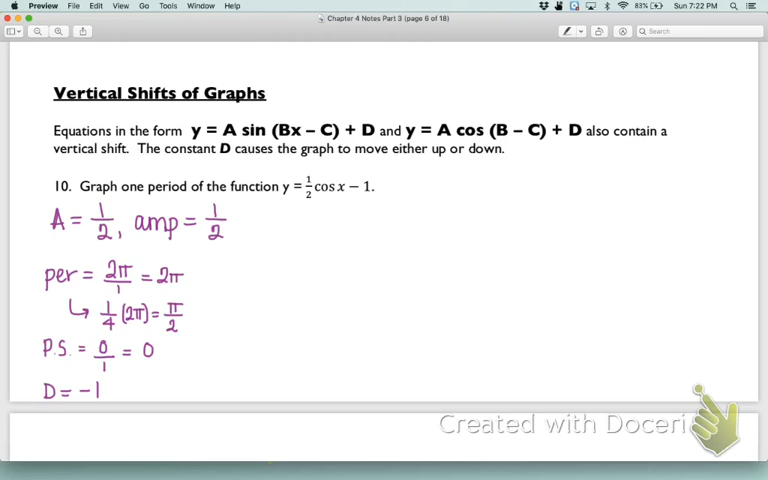 Preview File Edit View Go Tools Window Help 83% Sun 7:22 PM
Chapter 4 Notes Part 3 (page 6 of 18)
Search
Vertical Shifts of Graphs
Equations in the form y = A sin (Bx – C) + D and y = A cos (B – C) + D also contain a
vertical shift. The constant D causes the graph to move either up or down.
10. Graph one period of the function y = 1/2 cos x − 1.
A = 1/2, amp = 1/2
per = 2π/1 = 2π
↳ 1/4 (2π) = π/2
P.S. = 0/1 = 0
D = −1
Created with Doceri